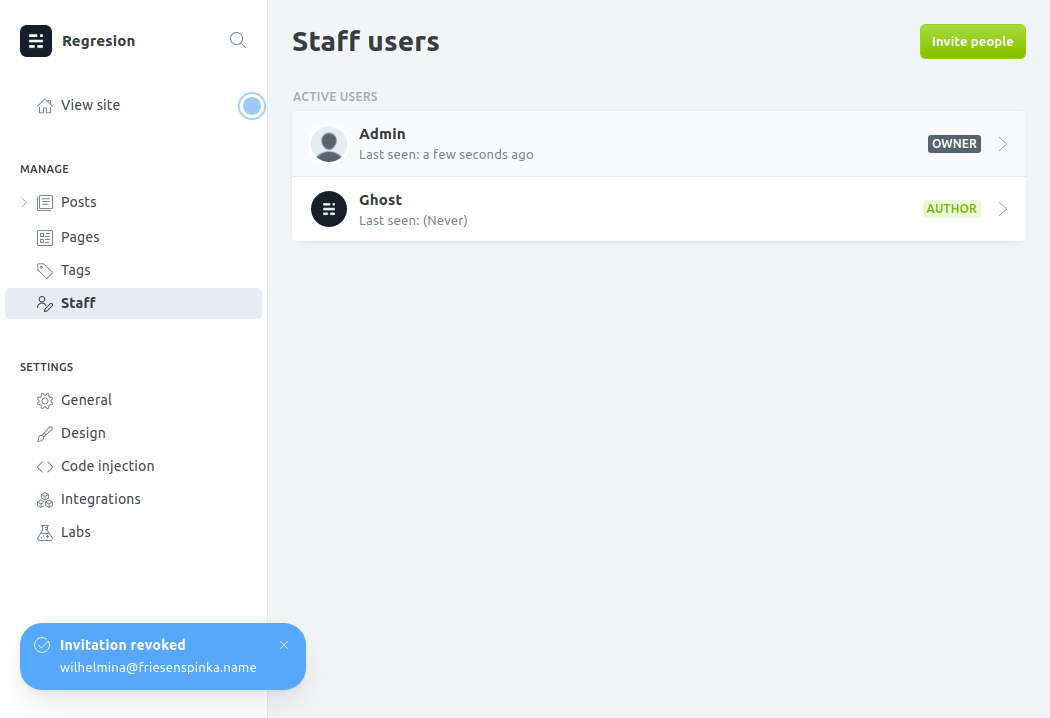 Regresion
View site
MANAGE
Posts
Pages
Tags
Staff
SETTINGS
General
Design
Code injection
Integrations
Labs
Invitation revoked
wilhelmina@friesenspinka.name
Staff users
Invite people
ACTIVE USERS
Admin
Last seen: a few seconds ago
OWNER
Ghost
Last seen: (Never)
AUTHOR